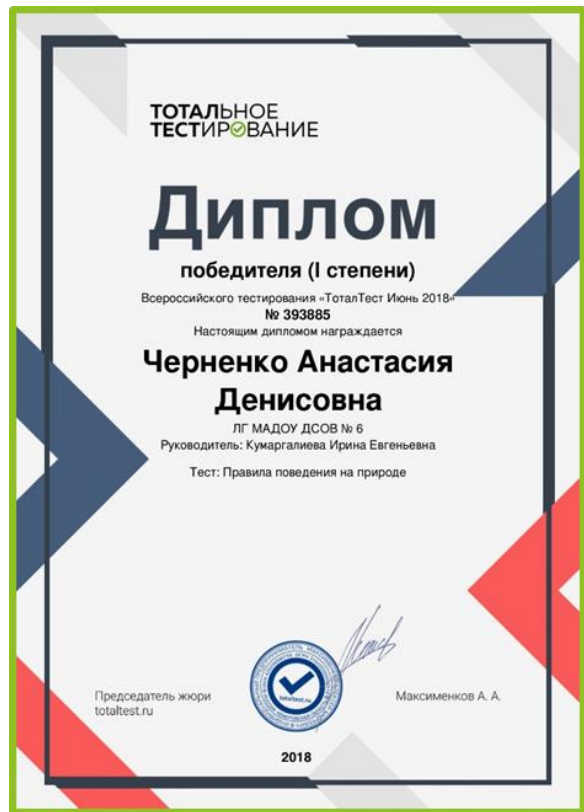 ТОТАЛЬНОЕ
ТЕСТИРОВАНИЕ
Диплом
победителя (I степени)
Всероссийского тестирования «ТоталТест Июнь 2018»
№ 393885
Настоящим дипломом награждается
Черненко Анастасия
Денисовна
ЛГ МАДОУ ДСОВ № 6
Руководитель: Кумаргалиева Ирина Евгеньевна
Тест: Правила поведения на природе
Председатель жюри
totaltest.ru
totaltest.ru
Максименков А. А.
2018